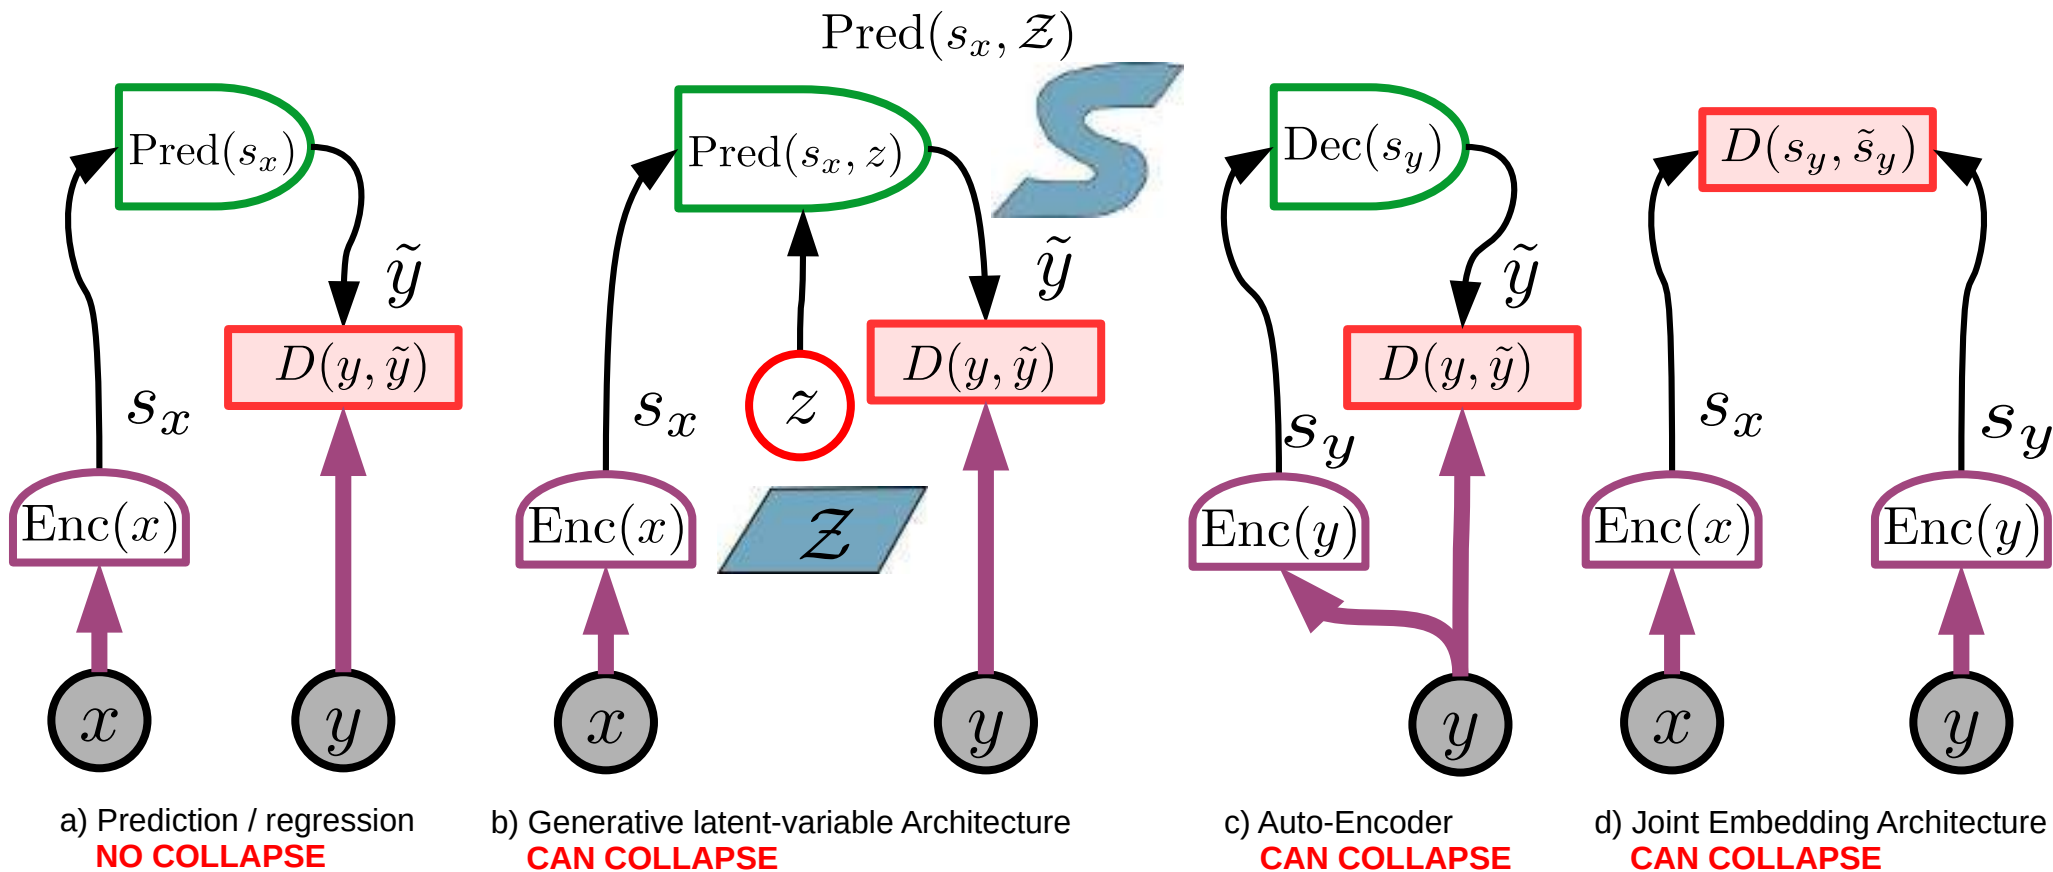 Pred(s_x, 𝒵)
Pred(s_x)
ỹ
D(y, ỹ)
s_x
Enc(x)
x
y
a) Prediction / regression
NO COLLAPSE
Pred(s_x, z)
ỹ
D(y, ỹ)
z
s_x
Enc(x)
𝒵
x
y
b) Generative latent-variable Architecture
CAN COLLAPSE
Dec(s_y)
ỹ
D(y, ỹ)
s_y
Enc(y)
y
c) Auto-Encoder
CAN COLLAPSE
D(s_y, s̃_y)
s_x
s_y
Enc(x)
Enc(y)
x
y
d) Joint Embedding Architecture
CAN COLLAPSE